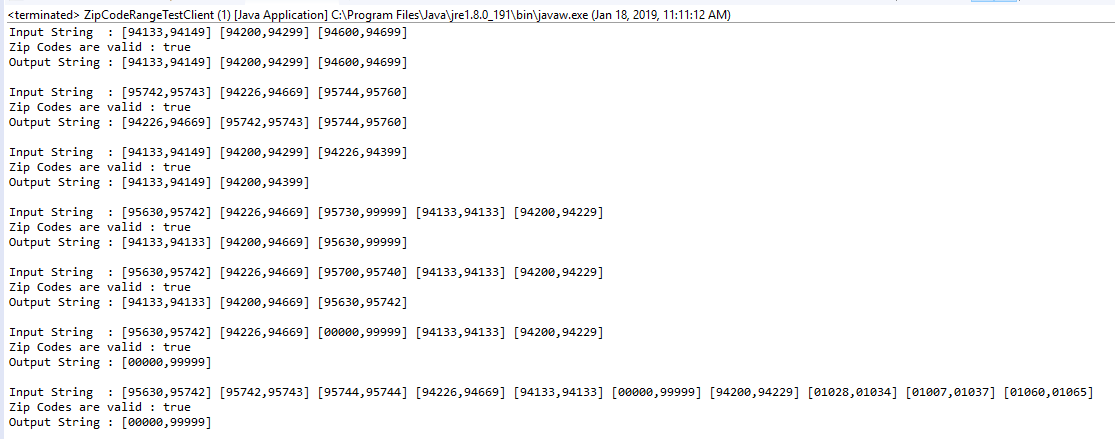 <terminated> ZipCodeRangeTestClient (1) [Java Application] C:\Program Files\Java\jre1.8.0_191\bin\javaw.exe (Jan 18, 2019, 11:11:12 AM)
Input String  : [94133,94149] [94200,94299] [94600,94699]
Zip Codes are valid : true
Output String : [94133,94149] [94200,94299] [94600,94699]

Input String  : [95742,95743] [94226,94669] [95744,95760]
Zip Codes are valid : true
Output String : [94226,94669] [95742,95743] [95744,95760]

Input String  : [94133,94149] [94200,94299] [94226,94399]
Zip Codes are valid : true
Output String : [94133,94149] [94200,94399]

Input String  : [95630,95742] [94226,94669] [95730,99999] [94133,94133] [94200,94229]
Zip Codes are valid : true
Output String : [94133,94133] [94200,94669] [95630,99999]

Input String  : [95630,95742] [94226,94669] [95700,95740] [94133,94133] [94200,94229]
Zip Codes are valid : true
Output String : [94133,94133] [94200,94669] [95630,95742]

Input String  : [95630,95742] [94226,94669] [00000,99999] [94133,94133] [94200,94229]
Zip Codes are valid : true
Output String : [00000,99999]

Input String  : [95630,95742] [95742,95743] [95744,95744] [94226,94669] [94133,94133] [00000,99999] [94200,94229] [01028,01034] [01007,01037] [01060,01065]
Zip Codes are valid : true
Output String : [00000,99999]